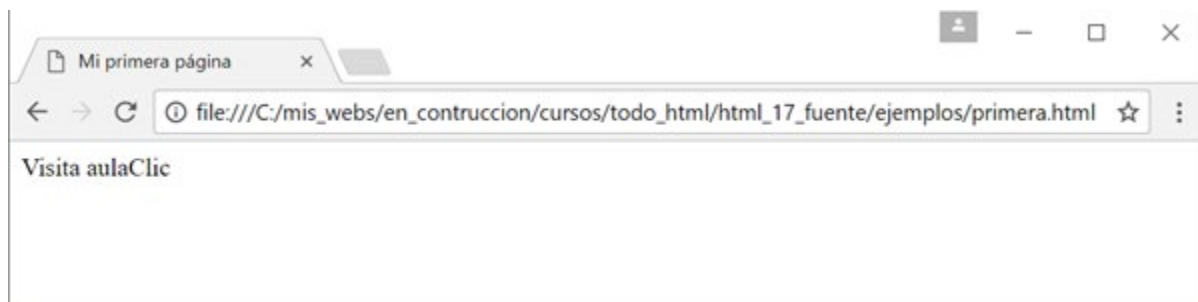 Mi primera página
file:///C:/mis_webs/en_contruccion/cursos/todo_html/html_17_fuente/ejemplos/primera.html
Visita aulaClic